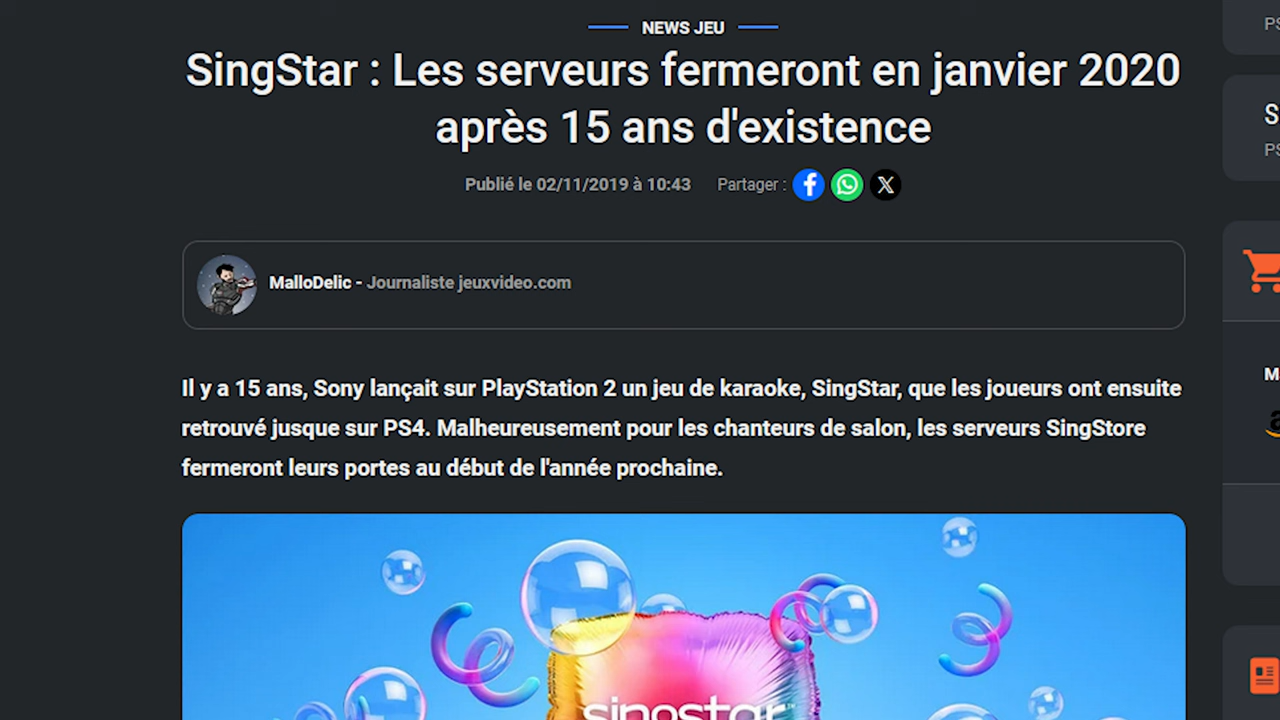 NEWS JEU
SingStar : Les serveurs fermeront en janvier 2020
après 15 ans d'existence
Publié le 02/11/2019 à 10:43 Partager :
MalloDelic - Journaliste jeuxvideo.com
Il y a 15 ans, Sony lançait sur PlayStation 2 un jeu de karaoke, SingStar, que les joueurs ont ensuite
retrouvé jusque sur PS4. Malheureusement pour les chanteurs de salon, les serveurs SingStore
fermeront leurs portes au début de l'année prochaine.
singstar